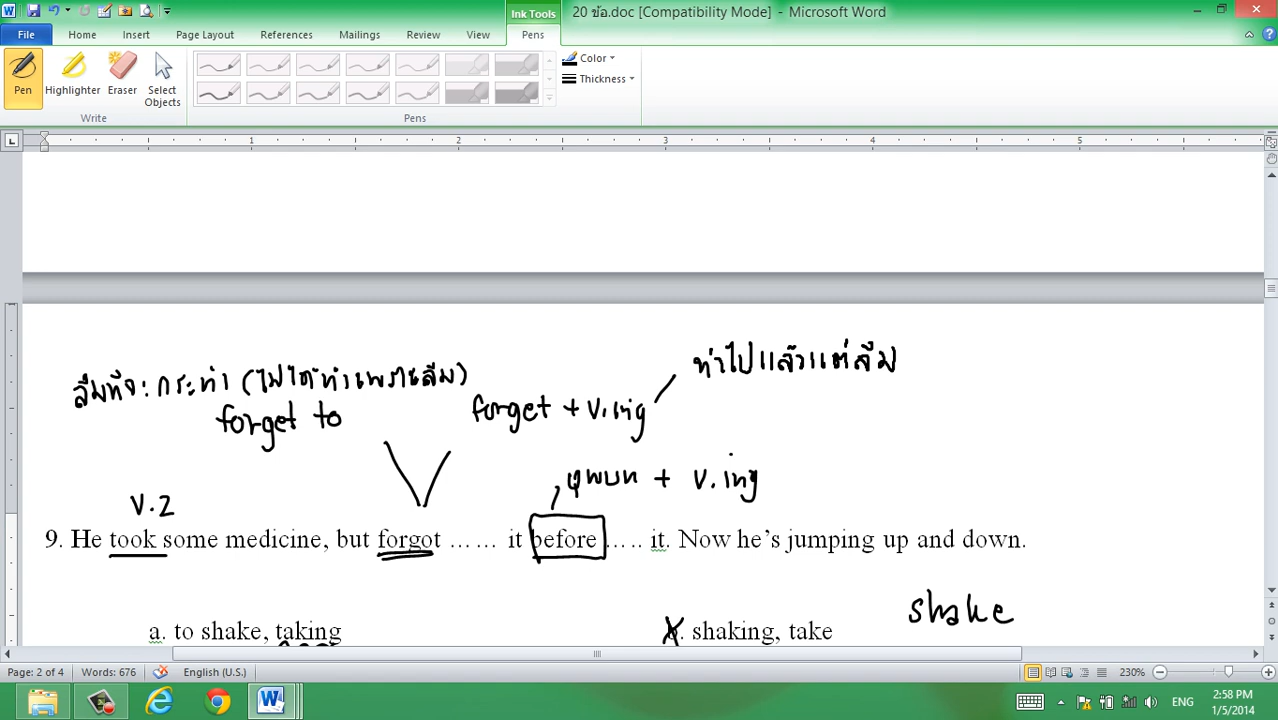 Ink Tools
20 ข้อ.doc [Compatibility Mode] - Microsoft Word
File Home Insert Page Layout References Mailings Review View Pens
Pen Highlighter Eraser Select Objects
Color
Thickness
Write Pens
1 2 3 4 5
ทำไปแล้วแต่ลืม
ลืมที่จะกระทำ (ไม่ได้ทำเพราะลืม)
forget to forget + v.ing
บุพบท + v.ing
v.2
9. He took some medicine, but forgot …… it before ….. it. Now he’s jumping up and down.
shake
a. to shake, taking shaking, take
Page: 2 of 4 Words: 676 English (U.S.) 230%
ENG 2:58 PM
1/5/2014